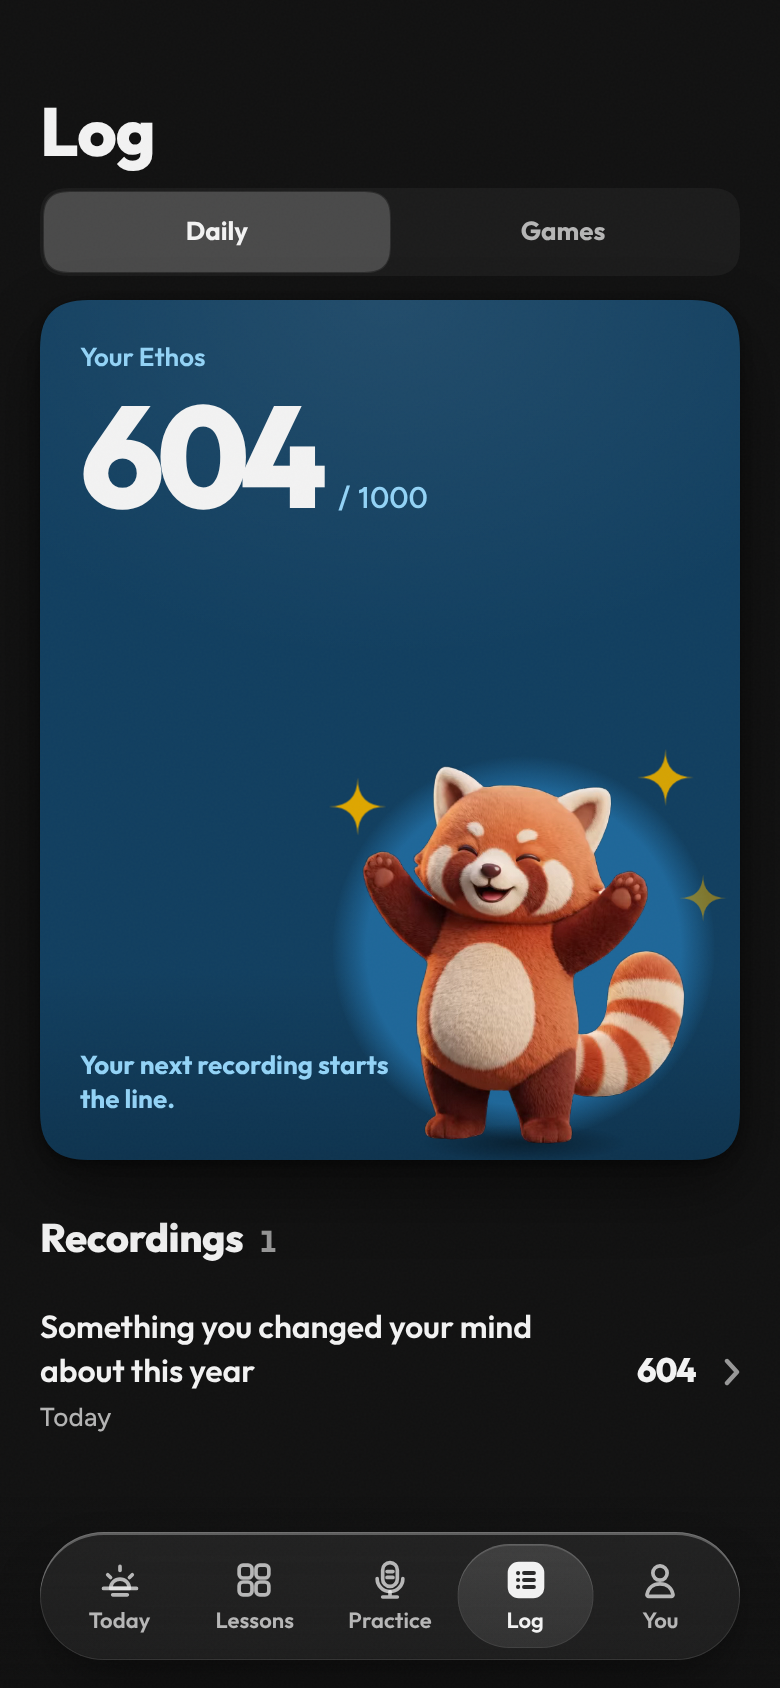 Log
Daily
Games
Your Ethos
604 / 1000
Your next recording starts
the line.
Recordings 1
Something you changed your mind
about this year
604
Today
Today
Lessons
Practice
Log
You